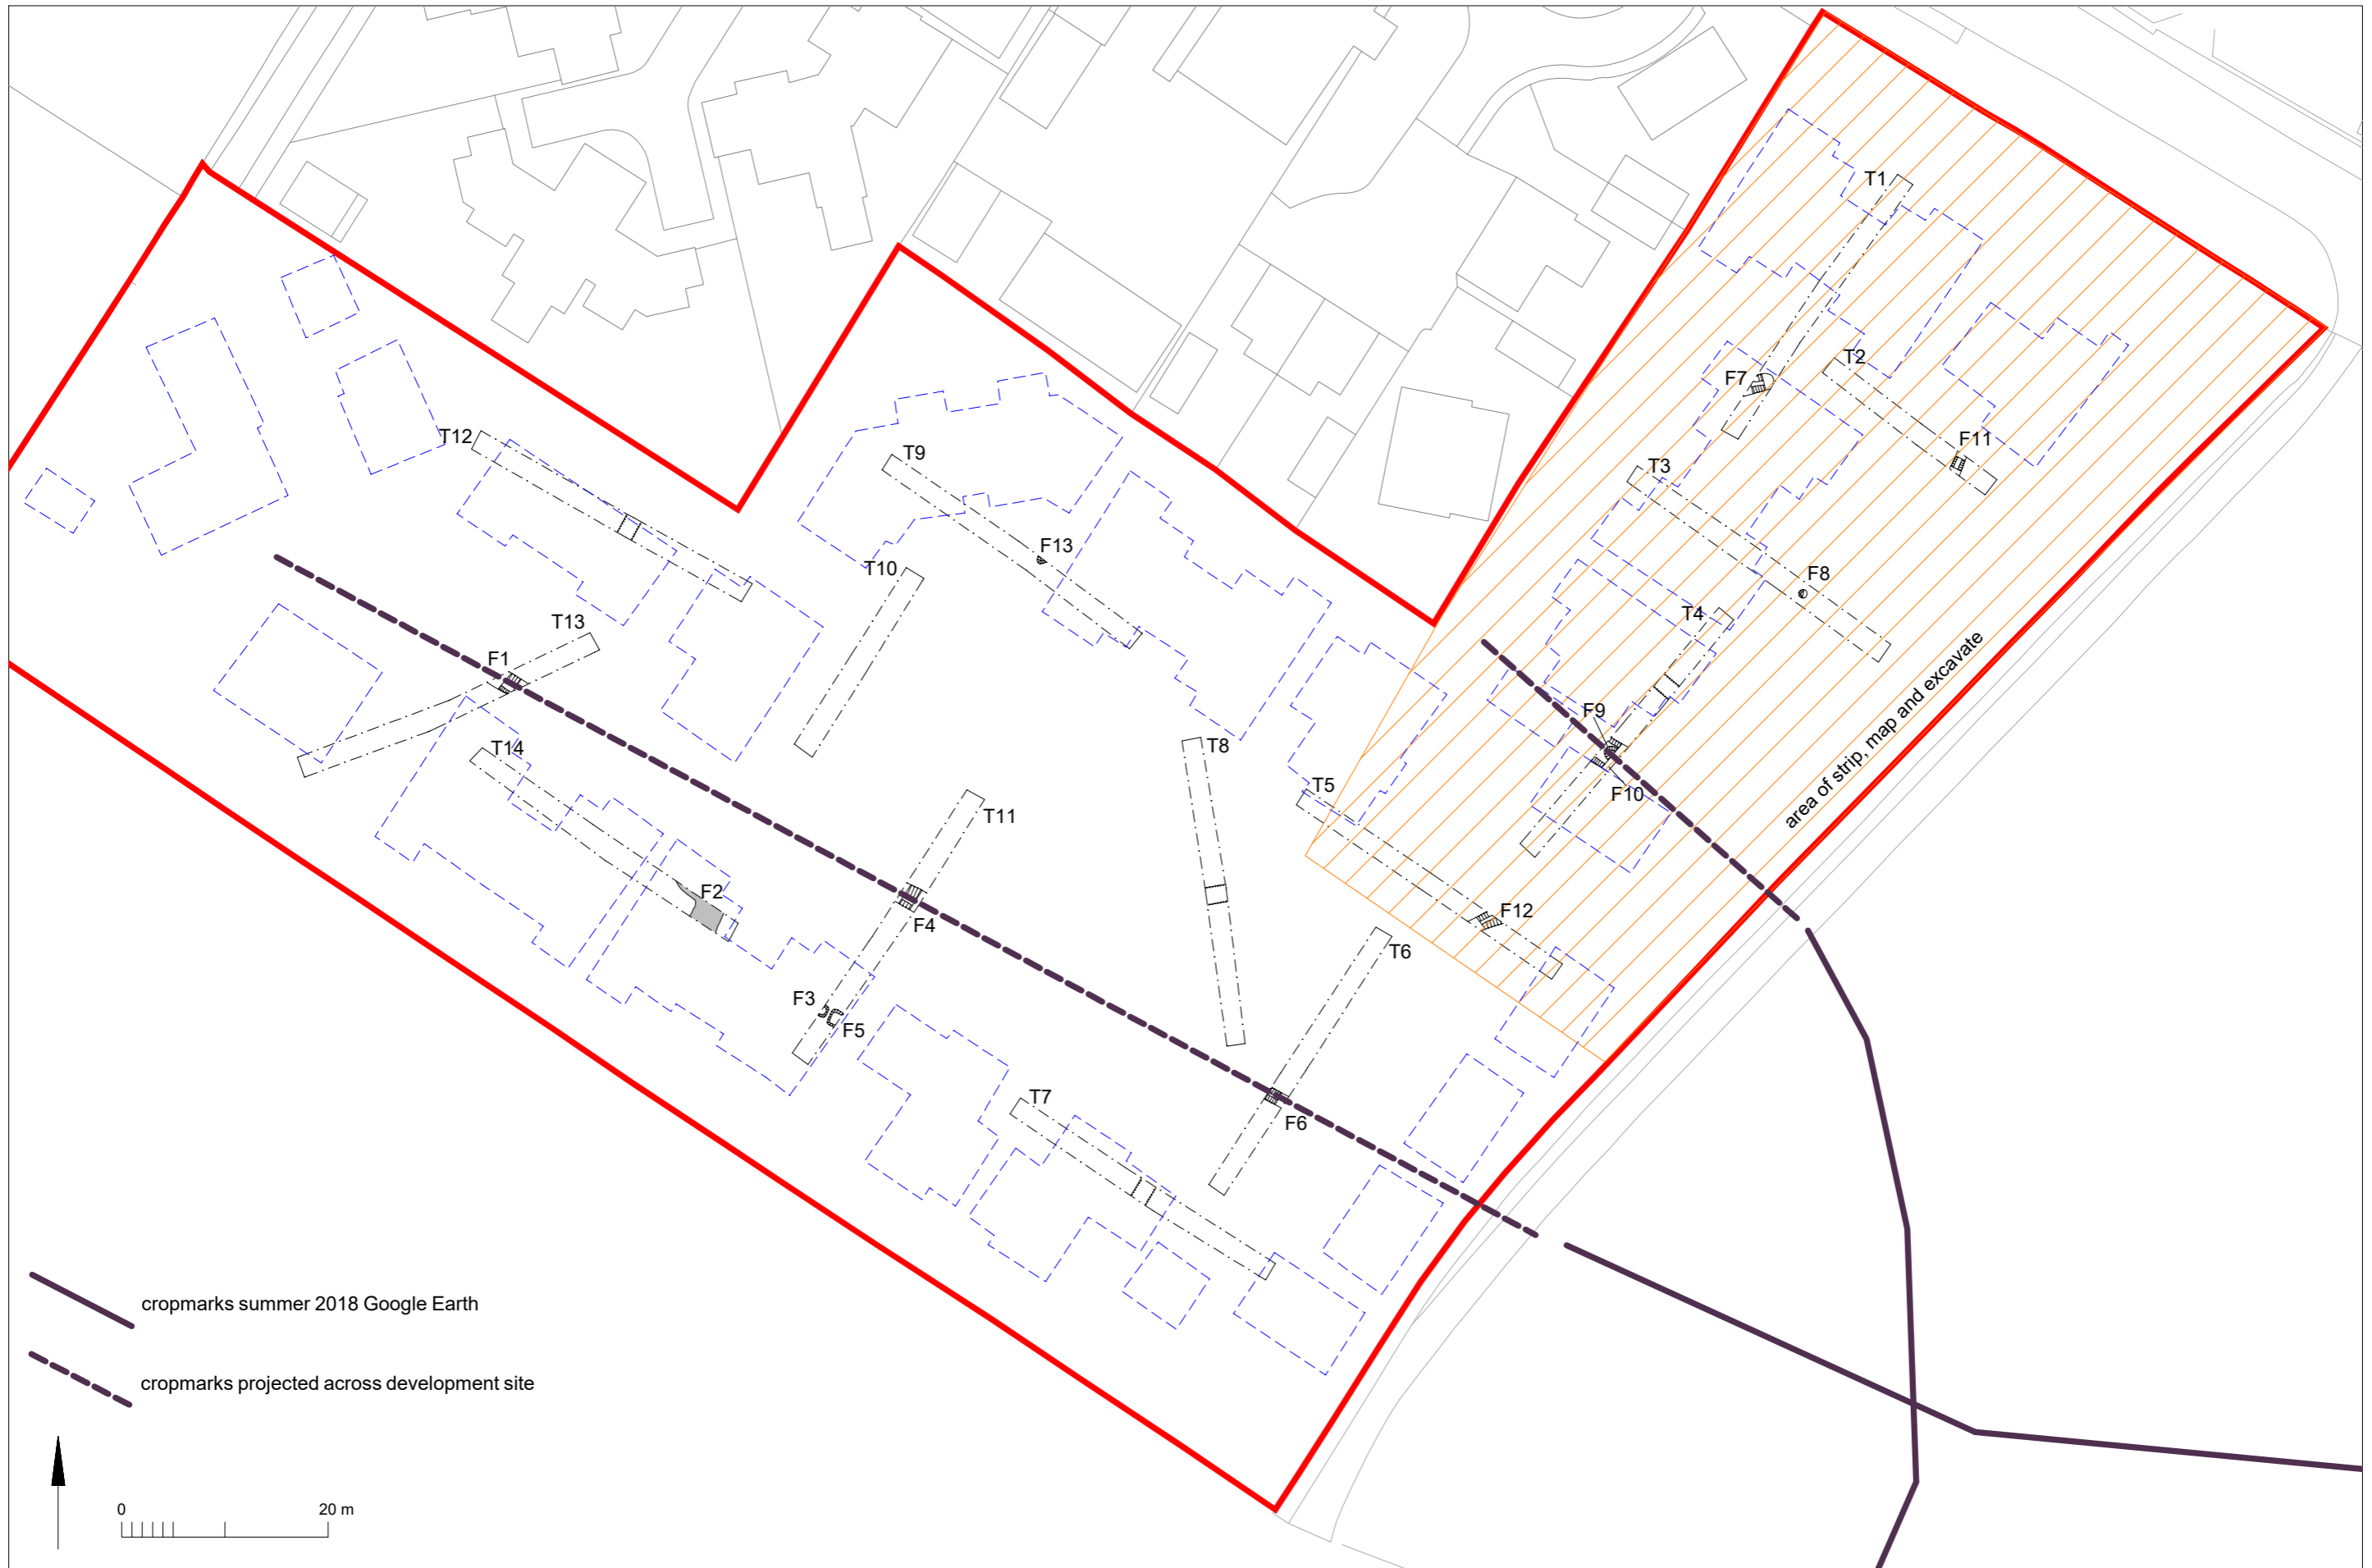 T1
T2
F7
F11
T12
T9
T3
F13
T10
F8
T4
T13
F1
area of strip, map and excavate
F9
T14
T8
T5
F10
T11
F2
F12
F4
T6
F3
F5
T7
F6
cropmarks summer 2018 Google Earth
cropmarks projected across development site
0 20 m